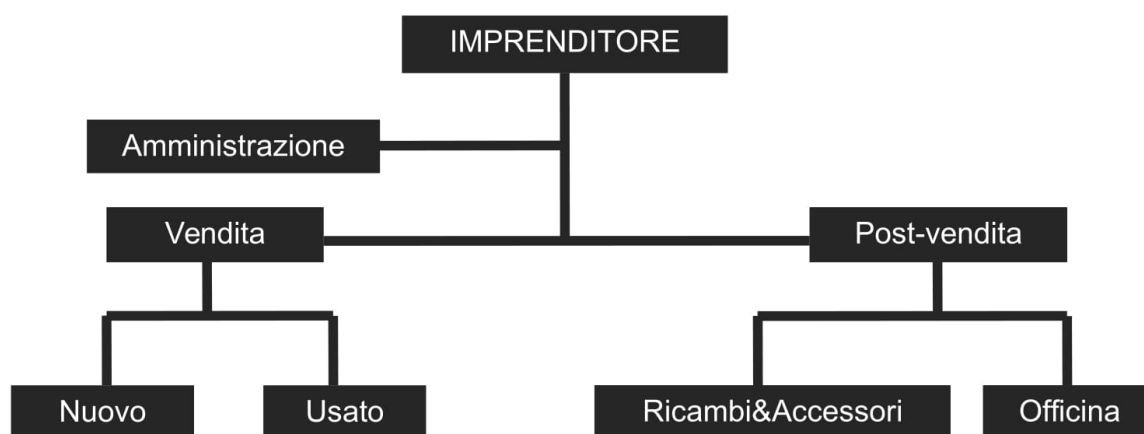 IMPRENDITORE
Amministrazione
Vendita
Post-vendita
Nuovo
Usato
Ricambi&Accessori
Officina